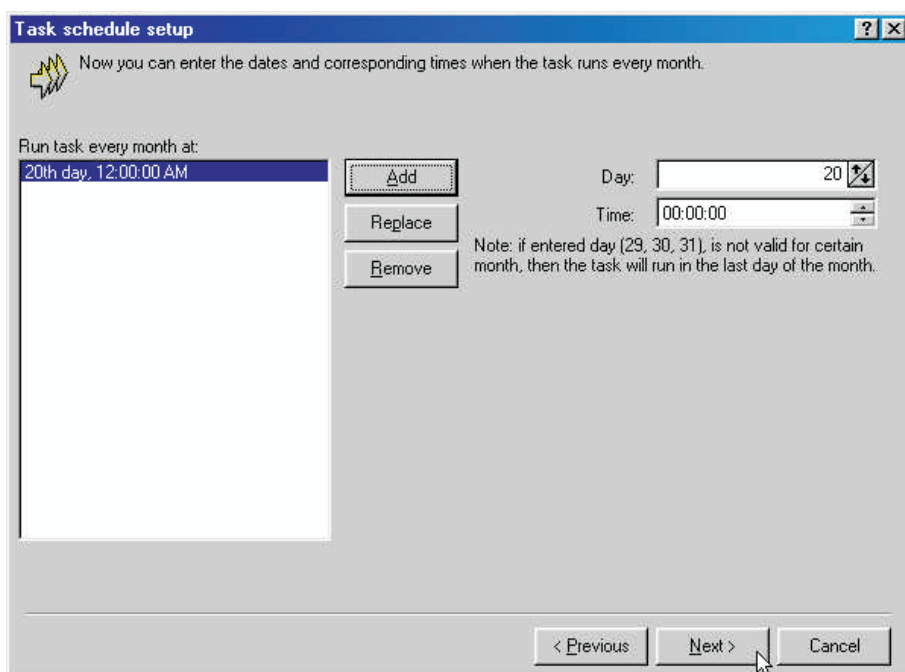 Task schedule setup
Now you can enter the dates and corresponding times when the task runs every month.
Run task every month at:
20th day, 12:00:00 AM
Add
Replace
Remove
Day: 20
Time: 00:00:00
Note: if entered day (29, 30, 31), is not valid for certain
month, then the task will run in the last day of the month.
< Previous
Next >
Cancel